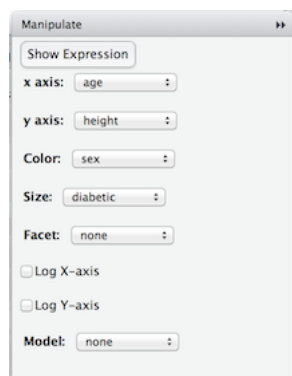 Manipulate
Show Expression
x axis: age
y axis: height
Color: sex
Size: diabetic
Facet: none
Log X-axis
Log Y-axis
Model: none